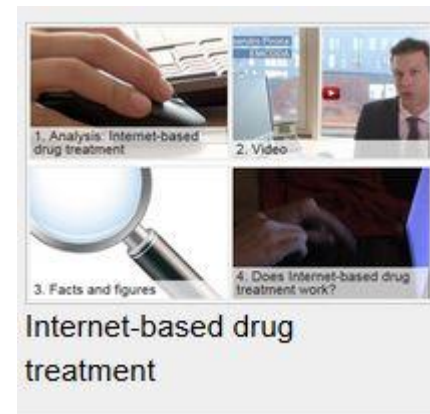 EMCDDA
1. Analysis: Internet-based
drug treatment
2. Video
3. Facts and figures
4. Does Internet-based drug
treatment work?
Internet-based drug
treatment